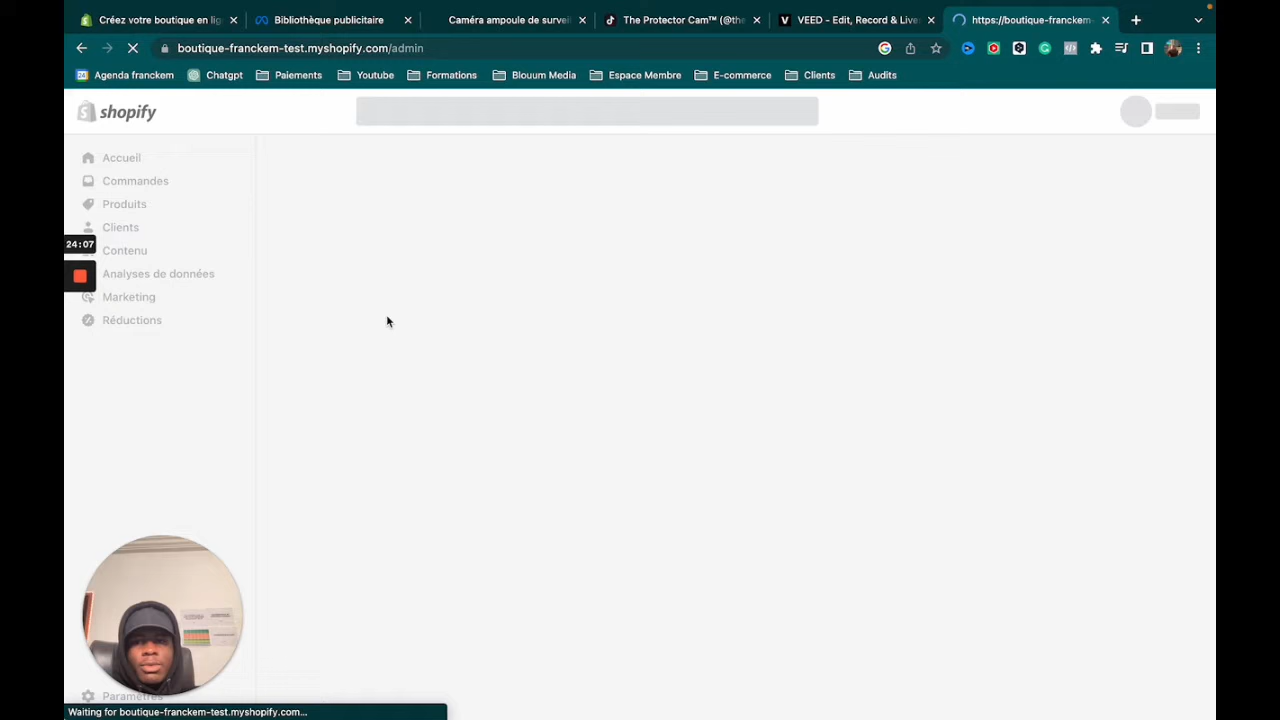 Créez votre boutique en lig
Bibliothèque publicitaire
Caméra ampoule de survei
The Protector Cam™ (@the
VEED - Edit, Record & Live
https://boutique-franckem-
boutique-franckem-test.myshopify.com/admin
Agenda franckem
Chatgpt
Paiements
Youtube
Formations
Blouum Media
Espace Membre
E-commerce
Clients
Audits
shopify
Accueil
Commandes
Produits
Clients
24:07
Contenu
Analyses de données
Marketing
Réductions
Paramètres
Waiting for boutique-franckem-test.myshopify.com...